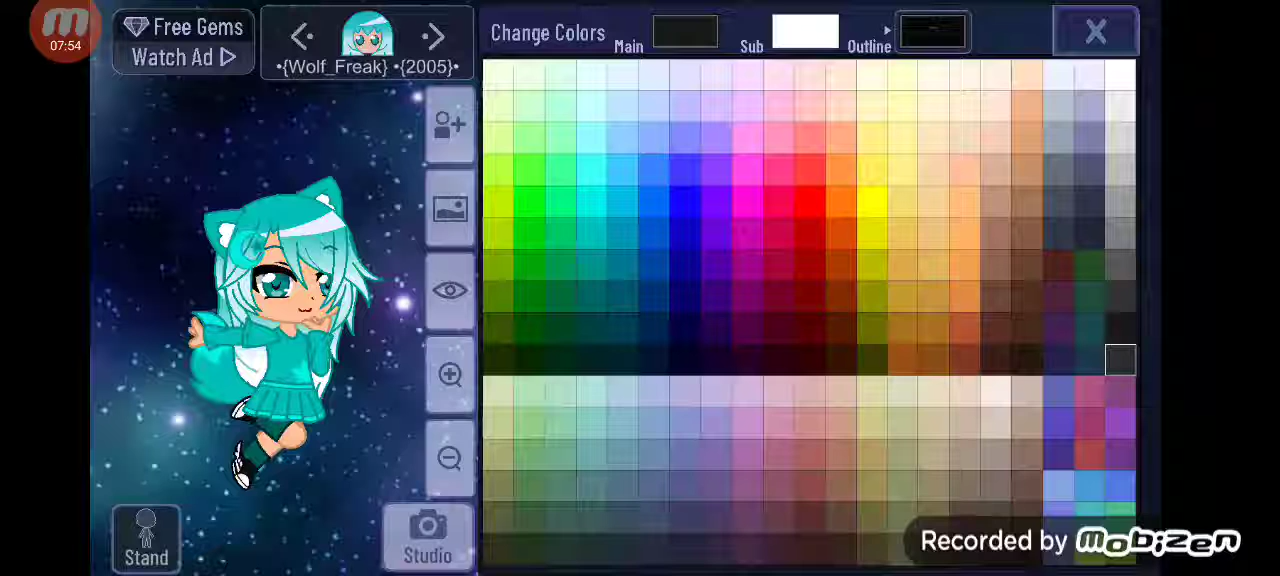 07:54
Free Gems
Watch Ad
•{Wolf_Freak} •{2005}•
Change Colors
Main
Sub
Outline
Stand
Studio
Recorded by mobizen